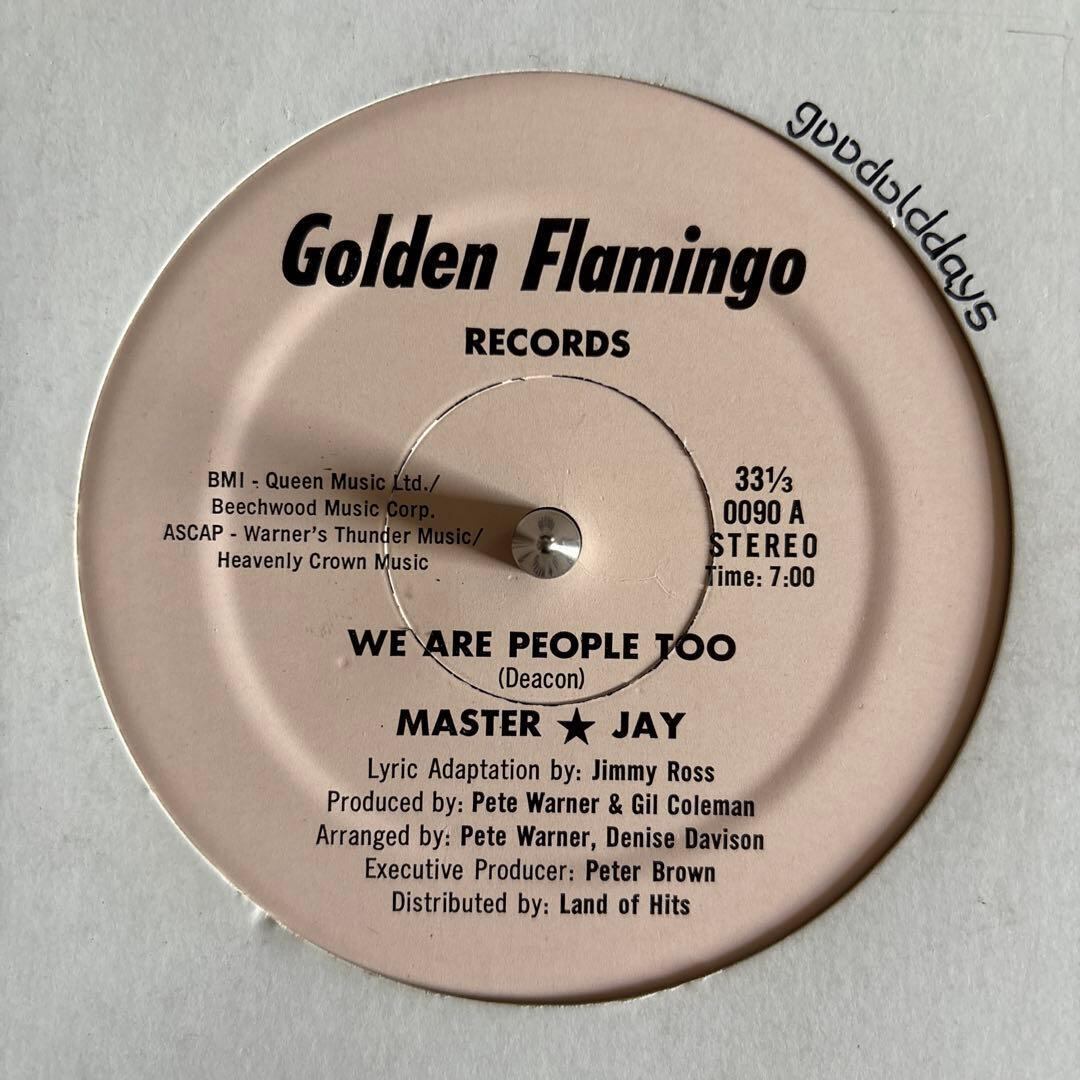 goodolddays
Golden Flamingo
RECORDS
BMI - Queen Music Ltd./
Beechwood Music Corp.
ASCAP - Warner's Thunder Music/
Heavenly Crown Music
33⅓
0090 A
STEREO
Time: 7:00
WE ARE PEOPLE TOO
(Deacon)
MASTER ★ JAY
Lyric Adaptation by: Jimmy Ross
Produced by: Pete Warner & Gil Coleman
Arranged by: Pete Warner, Denise Davison
Executive Producer: Peter Brown
Distributed by: Land of Hits